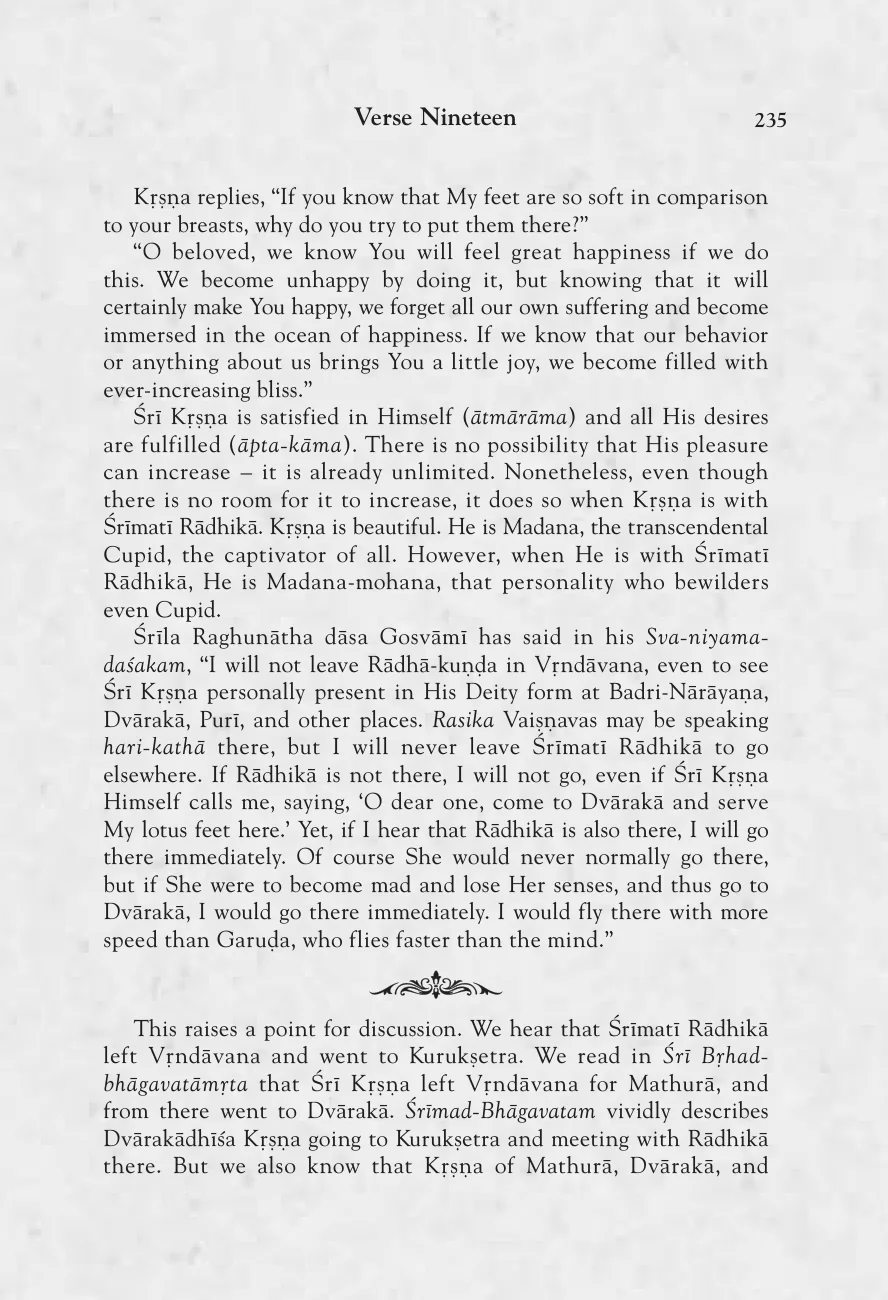 Verse Nineteen 235
Kṛṣṇa replies, “If you know that My feet are so soft in comparison
to your breasts, why do you try to put them there?”
“O beloved, we know You will feel great happiness if we do
this. We become unhappy by doing it, but knowing that it will
certainly make You happy, we forget all our own suffering and become
immersed in the ocean of happiness. If we know that our behavior
or anything about us brings You a little joy, we become filled with
ever-increasing bliss.”
Śrī Kṛṣṇa is satisfied in Himself (ātmārāma) and all His desires
are fulfilled (āpta-kāma). There is no possibility that His pleasure
can increase – it is already unlimited. Nonetheless, even though
there is no room for it to increase, it does so when Kṛṣṇa is with
Śrīmatī Rādhikā. Kṛṣṇa is beautiful. He is Madana, the transcendental
Cupid, the captivator of all. However, when He is with Śrīmatī
Rādhikā, He is Madana-mohana, that personality who bewilders
even Cupid.
Śrīla Raghunātha dāsa Gosvāmī has said in his Sva-niyama-
daśakam, “I will not leave Rādhā-kuṇḍa in Vṛndāvana, even to see
Śrī Kṛṣṇa personally present in His Deity form at Badri-Nārāyaṇa,
Dvārakā, Purī, and other places. Rasika Vaiṣṇavas may be speaking
hari-kathā there, but I will never leave Śrīmatī Rādhikā to go
elsewhere. If Rādhikā is not there, I will not go, even if Śrī Kṛṣṇa
Himself calls me, saying, ‘O dear one, come to Dvārakā and serve
My lotus feet here.’ Yet, if I hear that Rādhikā is also there, I will go
there immediately. Of course She would never normally go there,
but if She were to become mad and lose Her senses, and thus go to
Dvārakā, I would go there immediately. I would fly there with more
speed than Garuḍa, who flies faster than the mind.”
This raises a point for discussion. We hear that Śrīmatī Rādhikā
left Vṛndāvana and went to Kurukṣetra. We read in Śrī Bṛhad-
bhāgavatāmṛta that Śrī Kṛṣṇa left Vṛndāvana for Mathurā, and
from there went to Dvārakā. Śrīmad-Bhāgavatam vividly describes
Dvārakādhīśa Kṛṣṇa going to Kurukṣetra and meeting with Rādhikā
there. But we also know that Kṛṣṇa of Mathurā, Dvārakā, and